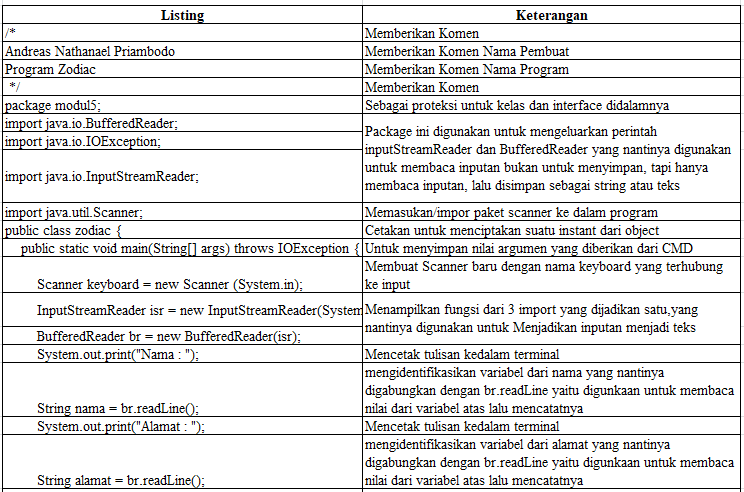 Listing Keterangan
/* Memberikan Komen
Andreas Nathanael Priambodo Memberikan Komen Nama Pembuat
Program Zodiac Memberikan Komen Nama Program
*/ Memberikan Komen
package modul5; Sebagai proteksi untuk kelas dan interface didalamnya
import java.io.BufferedReader;
import java.io.IOException;
import java.io.InputStreamReader;
Package ini digunakan untuk mengeluarkan perintah
inputStreamReader dan BufferedReader yang nantinya digunakan
untuk membaca inputan bukan untuk menyimpan, tapi hanya
membaca inputan, lalu disimpan sebagai string atau teks
import java.util.Scanner; Memasukan/impor paket scanner ke dalam program
public class zodiac { Cetakan untuk menciptakan suatu instant dari object
public static void main(String[] args) throws IOException { Untuk menyimpan nilai argumen yang diberikan dari CMD
Scanner keyboard = new Scanner (System.in);
Membuat Scanner baru dengan nama keyboard yang terhubung
ke input
InputStreamReader isr = new InputStreamReader(System
BufferedReader br = new BufferedReader(isr);
Menampilkan fungsi dari 3 import yang dijadikan satu,yang
nantinya digunakan untuk Menjadikan inputan menjadi teks
System.out.print("Nama : "); Mencetak tulisan kedalam terminal
String nama = br.readLine();
mengidentifikasikan variabel dari nama yang nantinya
digabungkan dengan br.readLine yaitu digunkaan untuk membaca
nilai dari variabel atas lalu mencatatnya
System.out.print("Alamat : "); Mencetak tulisan kedalam terminal
String alamat = br.readLine();
mengidentifikasikan variabel dari alamat yang nantinya
digabungkan dengan br.readLine yaitu digunkaan untuk membaca
nilai dari variabel atas lalu mencatatnya